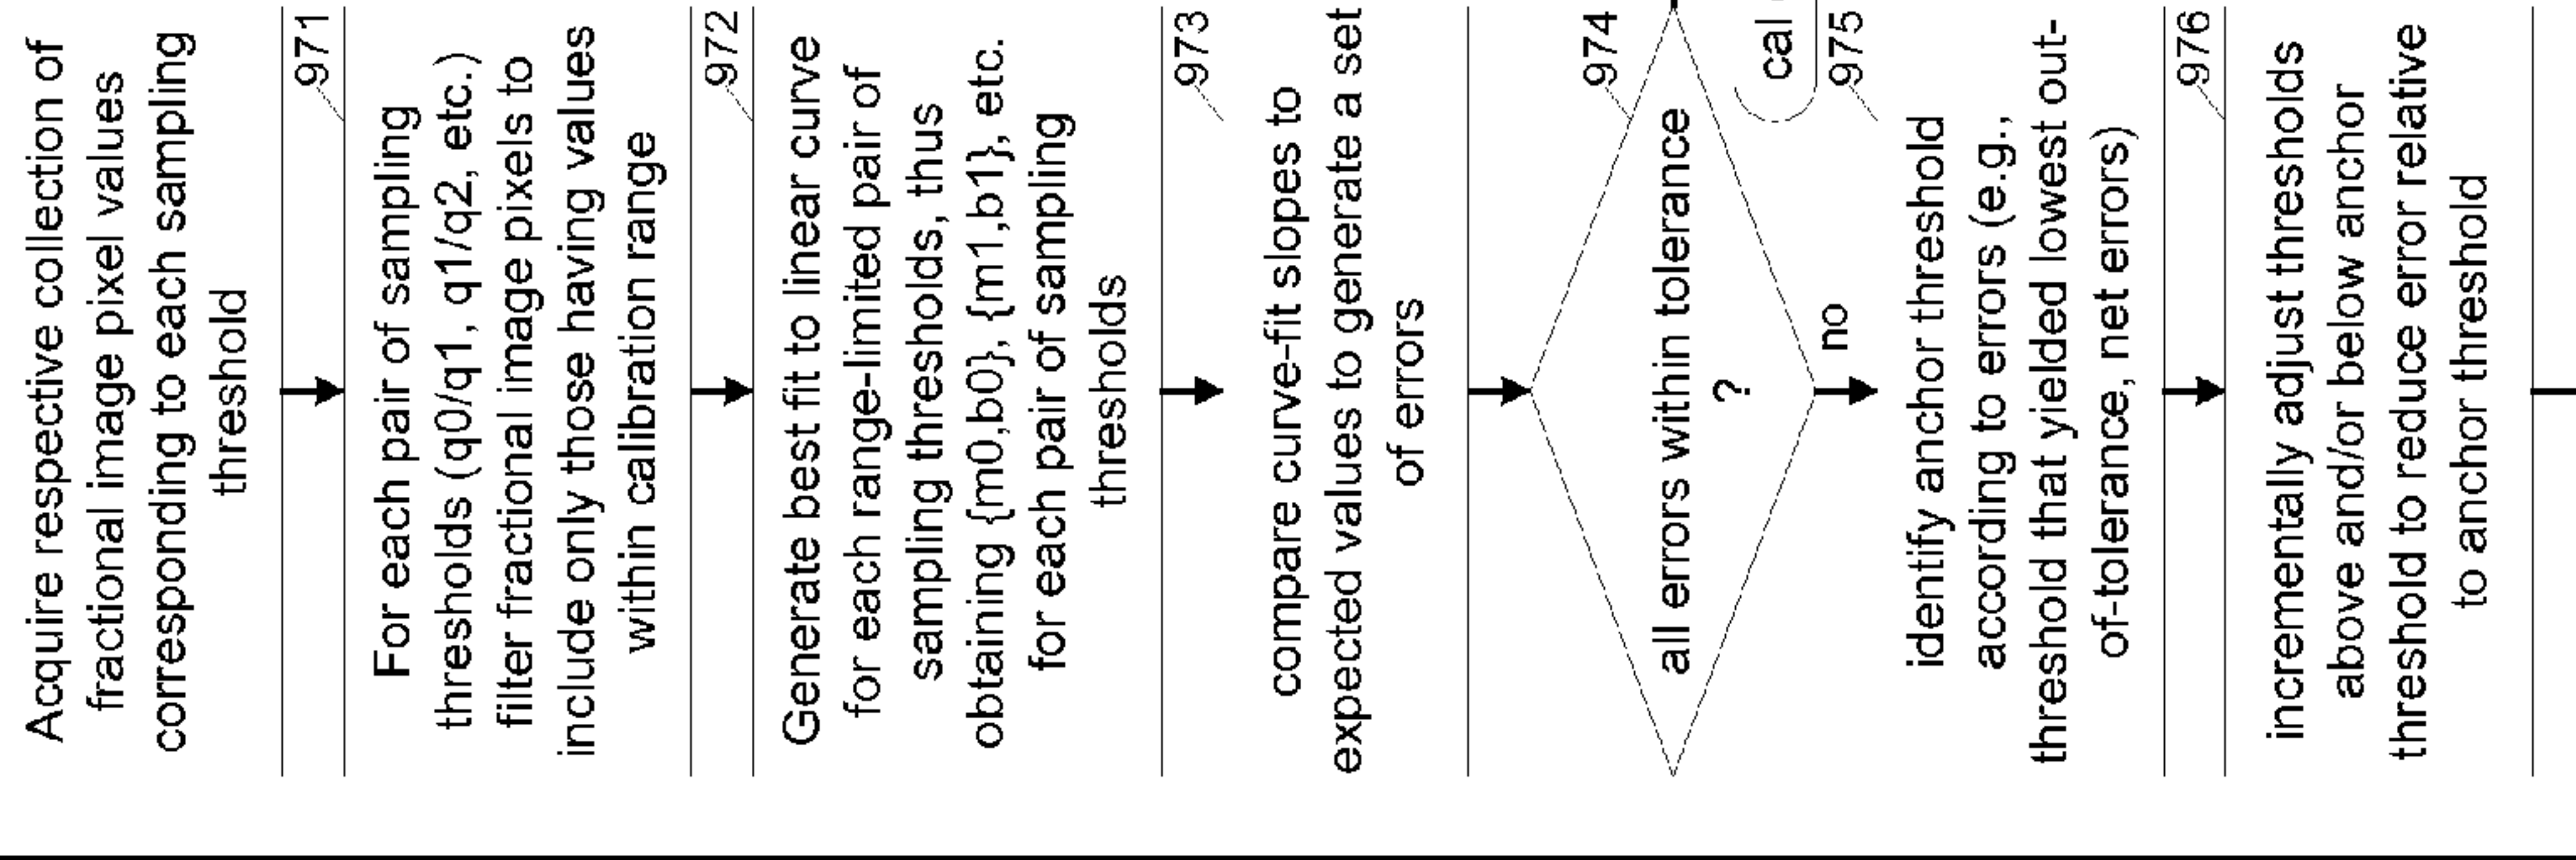 Acquire respective collection of
fractional image pixel values
corresponding to each sampling
threshold
971
For each pair of sampling
thresholds (q0/q1, q1/q2, etc.)
filter fractional image pixels to
include only those having values
within calibration range
972
Generate best fit to linear curve
for each range-limited pair of
sampling thresholds, thus
obtaining {m0,b0}, {m1,b1}, etc.
for each pair of sampling
thresholds
973
compare curve-fit slopes to
expected values to generate a set
of errors
974
all errors within tolerance
?
cal
no
975
identify anchor threshold
according to errors (e.g.,
threshold that yielded lowest out-
of-tolerance, net errors)
976
incrementally adjust thresholds
above and/or below anchor
threshold to reduce error relative
to anchor threshold